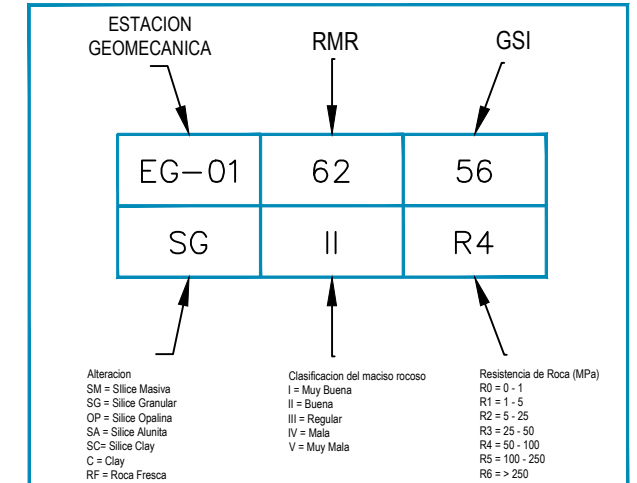 ESTACION
GEOMECANICA
RMR
GSI
EG-01
62
56
SG
II
R4
Alteracion
SM = SIlice Masiva
SG = Silice Granular
OP = Silice Opalina
SA = Silice Alunita
SC= Silice Clay
C = Clay
RF = Roca Fresca
Clasificacion del maciso rocoso
I = Muy Buena
II = Buena
III = Regular
IV = Mala
V = Muy Mala
Resistencia de Roca (MPa)
R0 = 0 - 1
R1 = 1 - 5
R2 = 5 - 25
R3 = 25 - 50
R4 = 50 - 100
R5 = 100 - 250
R6 = > 250